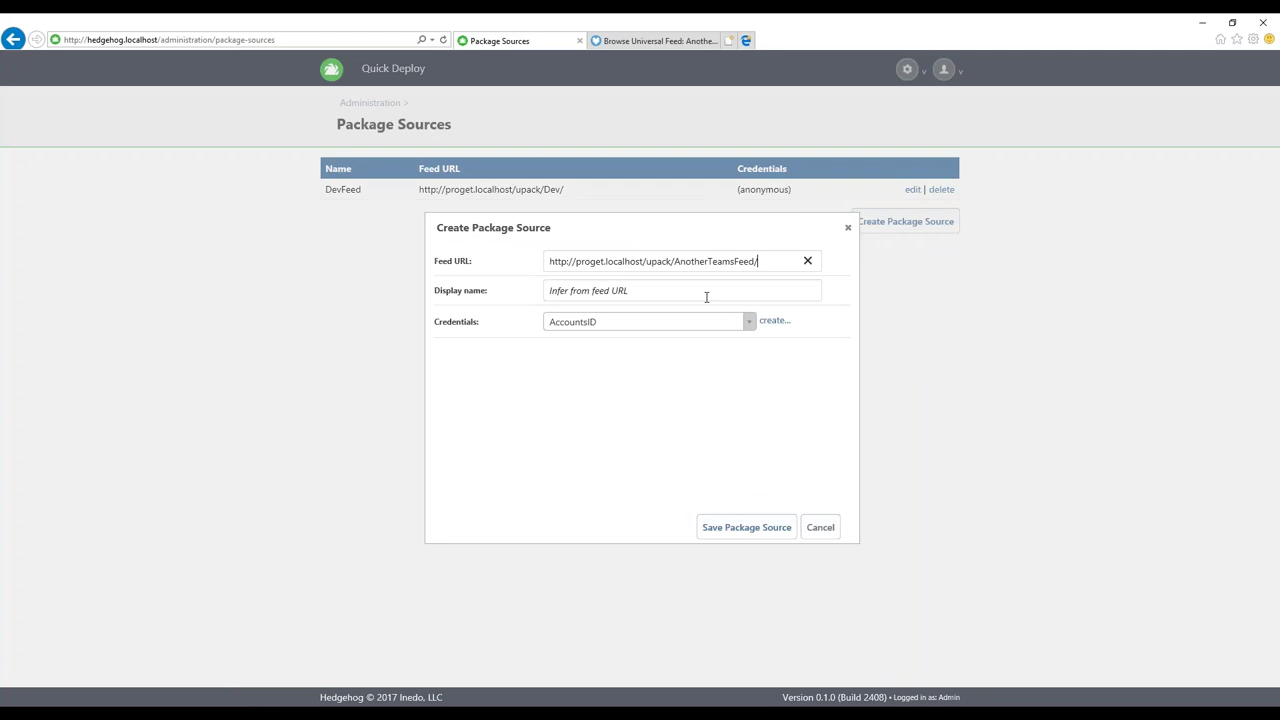 http://hedgehog.localhost/administration/package-sources
Package Sources
Browse Universal Feed: Anothe...
Quick Deploy
Administration >
Package Sources
Name Feed URL Credentials
DevFeed http://proget.localhost/upack/Dev/ (anonymous) edit | delete
Create Package Source
Create Package Source
Feed URL: http://proget.localhost/upack/AnotherTeamsFeed/
Display name: Infer from feed URL
Credentials: AccountsID create...
Save Package Source Cancel
Hedgehog © 2017 Inedo, LLC Version 0.1.0 (Build 2408) • Logged in as: Admin